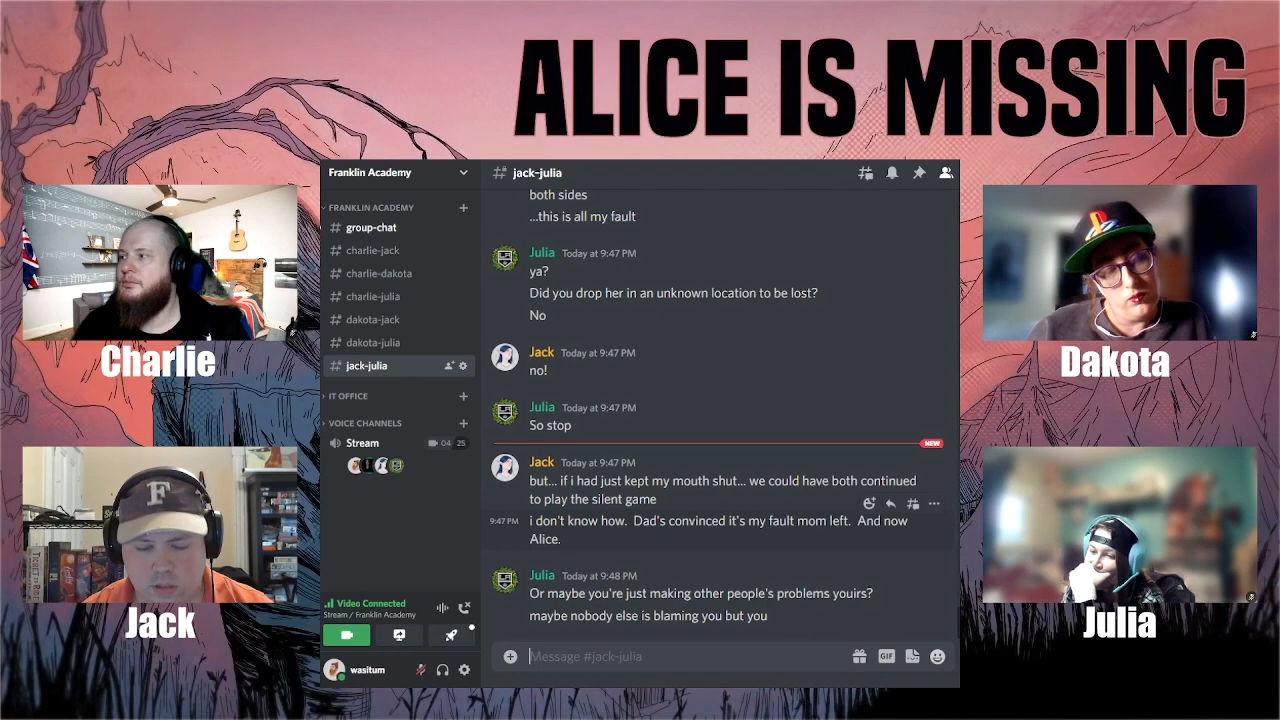 ALICE IS MISSING
Franklin Academy
FRANKLIN ACADEMY
# group-chat
# charlie-jack
# charlie-dakota
# charlie-julia
# dakota-jack
# dakota-julia
# jack-julia
IT OFFICE
VOICE CHANNELS
Stream
04 25
Video Connected
Stream / Franklin Academy
wasitum
# jack-julia
both sides
...this is all my fault
Julia Today at 9:47 PM
ya?
Did you drop her in an unknown location to be lost?
No
Jack Today at 9:47 PM
no!
Julia Today at 9:47 PM
So stop
NEW
Jack Today at 9:47 PM
but... if i had just kept my mouth shut... we could have both continued
to play the silent game
9:47 PM i don't know how. Dad's convinced it's my fault mom left. And now
Alice.
Julia Today at 9:48 PM
Or maybe you're just making other people's problems yoirs?
maybe nobody else is blaming you but you
Message #jack-julia
GIF
Charlie
Dakota
F
TICKET TO RIDE
Jack
Julia